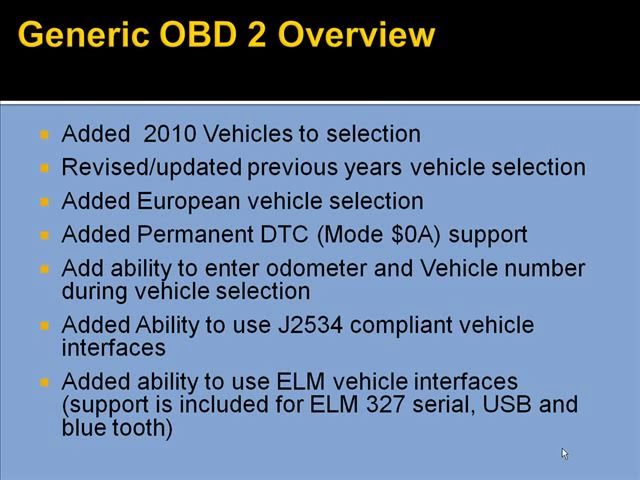 Generic OBD 2 Overview
Added  2010 Vehicles to selection
Revised/updated previous years vehicle selection
Added European vehicle selection
Added Permanent DTC (Mode $0A) support
Add ability to enter odometer and Vehicle number
during vehicle selection
Added Ability to use J2534 compliant vehicle
interfaces
Added ability to use ELM vehicle interfaces
(support is included for ELM 327 serial, USB and
blue tooth)